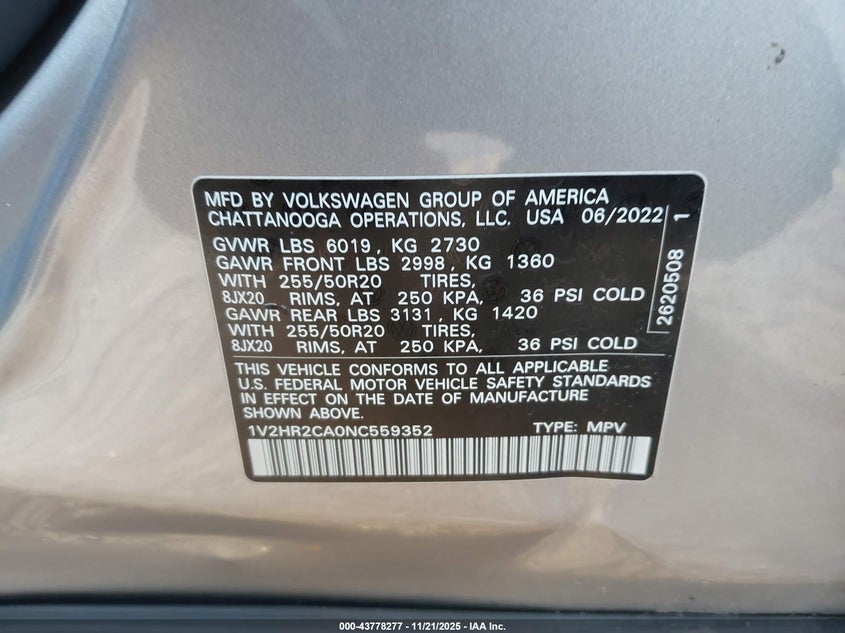 MFD BY VOLKSWAGEN GROUP OF AMERICA
CHATTANOOGA OPERATIONS, LLC. USA 06/2022
GVWR LBS 6019, KG 2730
GAWR FRONT LBS 2998, KG 1360
WITH 255/50R20 TIRES,
8JX20 RIMS, AT 250 KPA, 36 PSI COLD
GAWR REAR LBS 3131, KG 1420
WITH 255/50R20 TIRES,
8JX20 RIMS, AT 250 KPA, 36 PSI COLD
2620508 1
THIS VEHICLE CONFORMS TO ALL APPLICABLE
U.S. FEDERAL MOTOR VEHICLE SAFETY STANDARDS
IN EFFECT ON THE DATE OF MANUFACTURE
SHOWN ABOVE.
1V2HR2CA0NC559352 TYPE: MPV
000-43778277 - 11/21/2025 - IAA Inc.